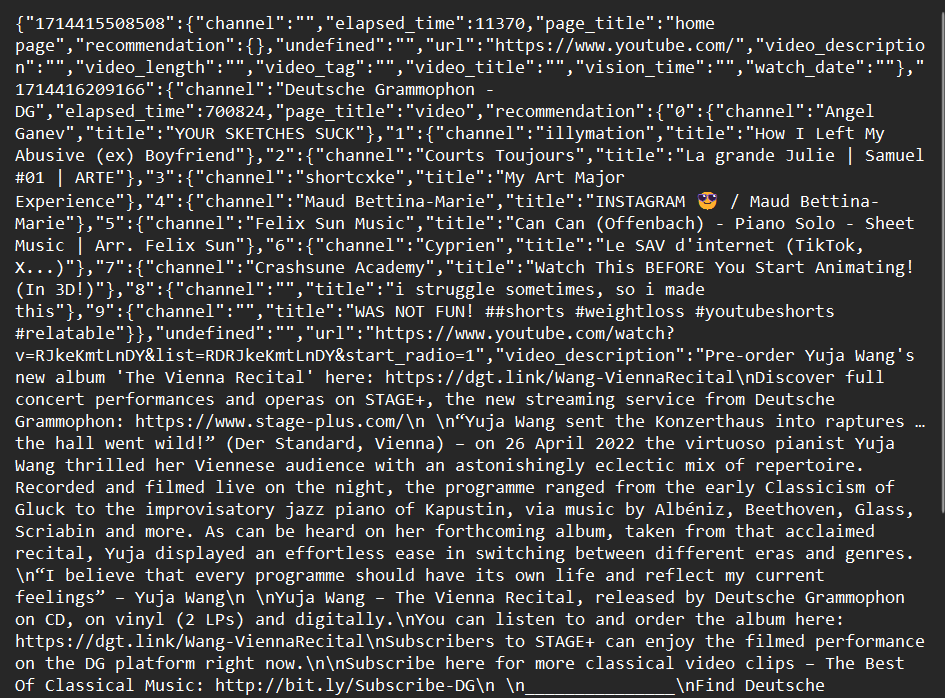 {"1714415508508":{"channel":"","elapsed_time":11370,"page_title":"home
page","recommendation":{},"undefined":"","url":"https://www.youtube.com/","video_descriptio
n":"","video_length":"","video_tag":"","video_title":"","vision_time":"","watch_date":""},"
1714416209166":{"channel":"Deutsche Grammophon -
DG","elapsed_time":700824,"page_title":"video","recommendation":{"0":{"channel":"Angel
Ganev","title":"YOUR SKETCHES SUCK"},"1":{"channel":"illymation","title":"How I Left My
Abusive (ex) Boyfriend"},"2":{"channel":"Courts Toujours","title":"La grande Julie | Samuel
#01 | ARTE"},"3":{"channel":"shortcxke","title":"My Art Major
Experience"},"4":{"channel":"Maud Bettina-Marie","title":"INSTAGRAM 😎 / Maud Bettina-
Marie"},"5":{"channel":"Felix Sun Music","title":"Can Can (Offenbach) - Piano Solo - Sheet
Music | Arr. Felix Sun"},"6":{"channel":"Cyprien","title":"Le SAV d'internet (TikTok,
X...)"},"7":{"channel":"Crashsune Academy","title":"Watch This BEFORE You Start Animating!
(In 3D!)"},"8":{"channel":"","title":"i struggle sometimes, so i made
this"},"9":{"channel":"","title":"WAS NOT FUN! ##shorts #weightloss #youtubeshorts
#relatable"}},"undefined":"","url":"https://www.youtube.com/watch?
v=RJkeKmtLnDY&list=RDRJkeKmtLnDY&start_radio=1","video_description":"Pre-order Yuja Wang's
new album 'The Vienna Recital' here: https://dgt.link/Wang-ViennaRecital\nDiscover full
concert performances and operas on STAGE+, the new streaming service from Deutsche
Grammophon: https://www.stage-plus.com/\n \n“Yuja Wang sent the Konzerthaus into raptures …
the hall went wild!” (Der Standard, Vienna) – on 26 April 2022 the virtuoso pianist Yuja
Wang thrilled her Viennese audience with an astonishingly eclectic mix of repertoire.
Recorded and filmed live on the night, the programme ranged from the early Classicism of
Gluck to the improvisatory jazz piano of Kapustin, via music by Albéniz, Beethoven, Glass,
Scriabin and more. As can be heard on her forthcoming album, taken from that acclaimed
recital, Yuja displayed an effortless ease in switching between different eras and genres.
\n“I believe that every programme should have its own life and reflect my current
feelings” – Yuja Wang\n \nYuja Wang – The Vienna Recital, released by Deutsche Grammophon
on CD, on vinyl (2 LPs) and digitally.\nYou can listen to and order the album here:
https://dgt.link/Wang-ViennaRecital\nSubscribers to STAGE+ can enjoy the filmed performance
on the DG platform right now.\n\nSubscribe here for more classical video clips – The Best
Of Classical Music: http://bit.ly/Subscribe-DG\n \n_______________\nFind Deutsche